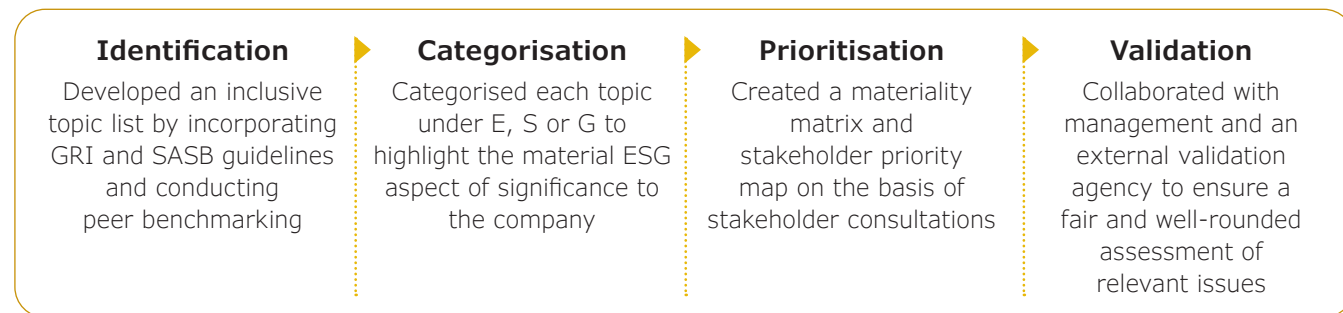 Identification
Developed an inclusive
topic list by incorporating
GRI and SASB guidelines
and conducting
peer benchmarking
Categorisation
Categorised each topic
under E, S or G to
highlight the material ESG
aspect of significance to
the company
Prioritisation
Created a materiality
matrix and
stakeholder priority
map on the basis of
stakeholder consultations
Validation
Collaborated with
management and an
external validation
agency to ensure a
fair and well-rounded
assessment of
relevant issues